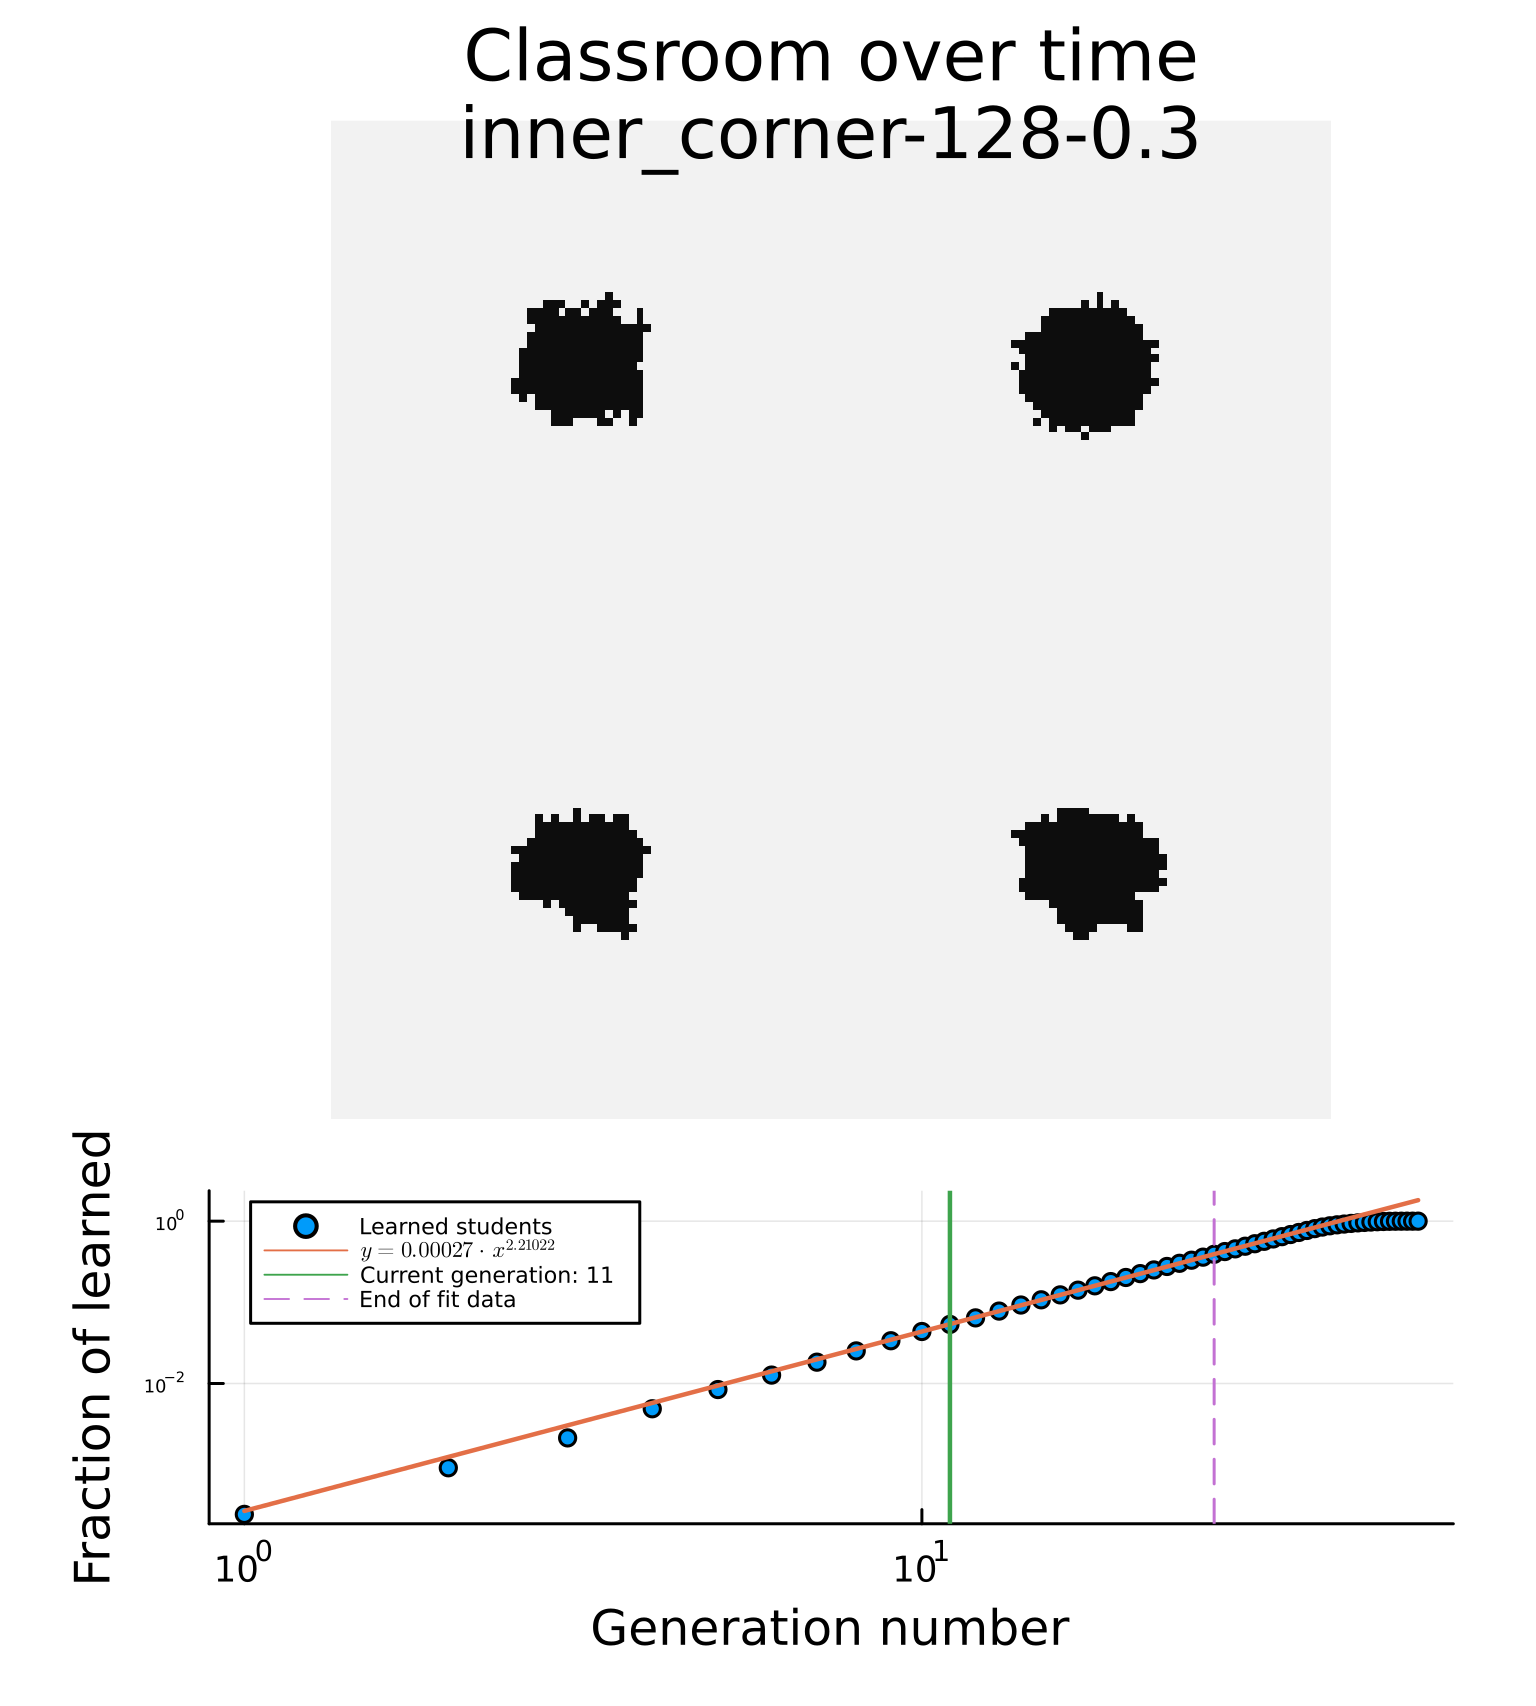 Classroom over time
inner_corner-128-0.3
Fraction of learned
10^0
10^−2
Learned students
y = 0.00027 · x^2.21022
Current generation: 11
End of fit data
10^0
10^1
Generation number